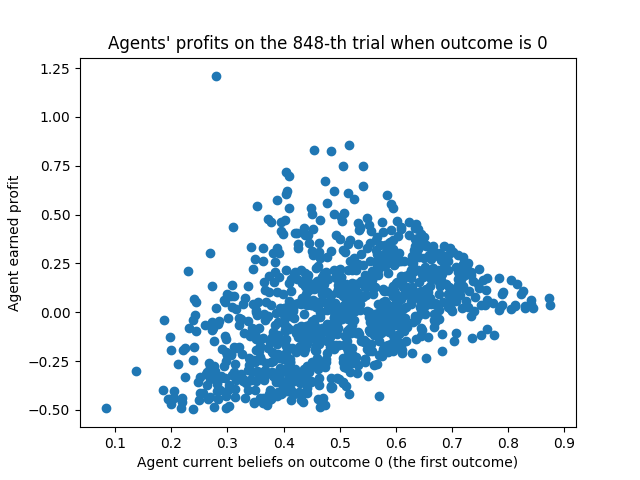 Agents' profits on the 848-th trial when outcome is 0
1.25
1.00
0.75
0.50
0.25
0.00
−0.25
−0.50
Agent earned profit
0.1 0.2 0.3 0.4 0.5 0.6 0.7 0.8 0.9
Agent current beliefs on outcome 0 (the first outcome)